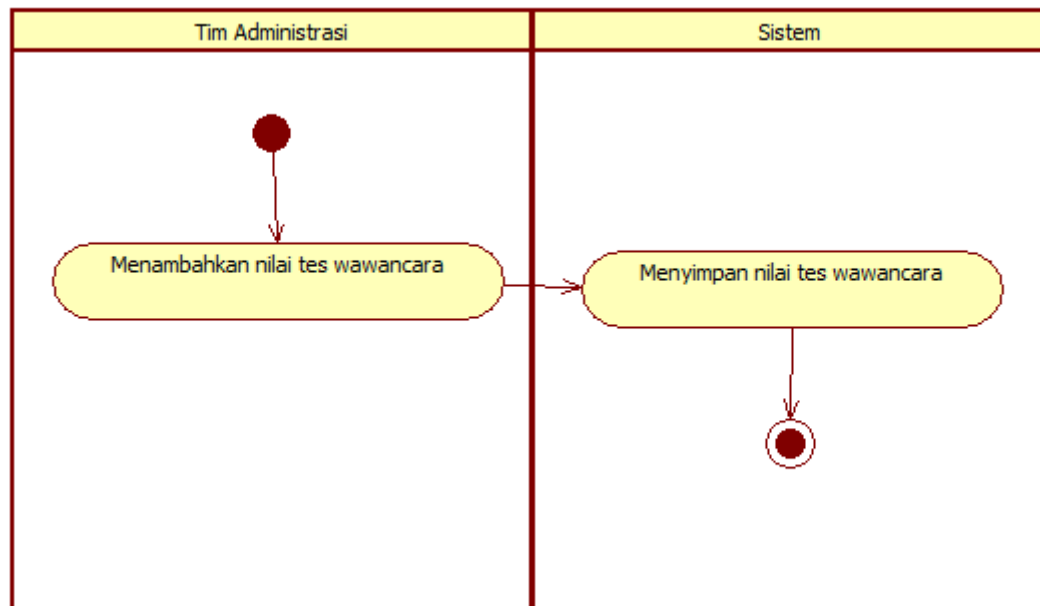 Tim Administrasi
Sistem
Menambahkan nilai tes wawancara
Menyimpan nilai tes wawancara